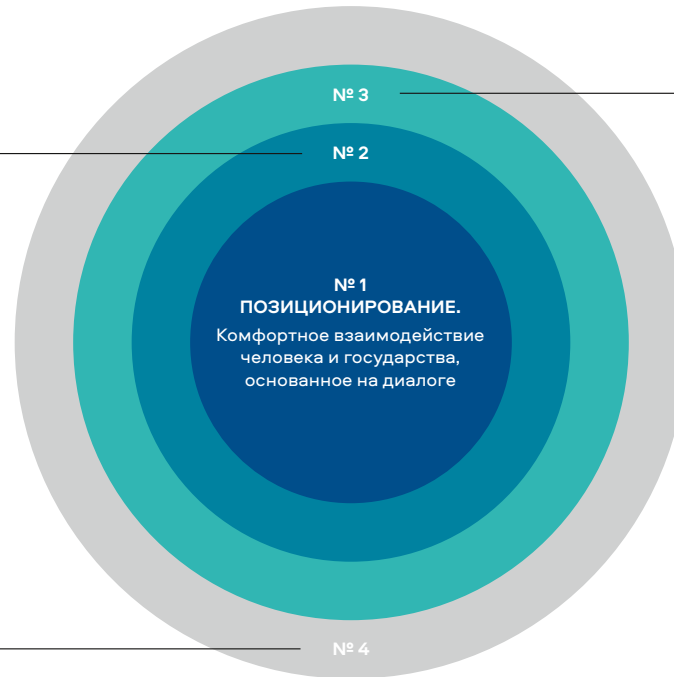 № 3
№ 2
№ 1
ПОЗИЦИОНИРОВАНИЕ.
Комфортное взаимодействие
человека и государства,
основанное на диалоге
№ 4